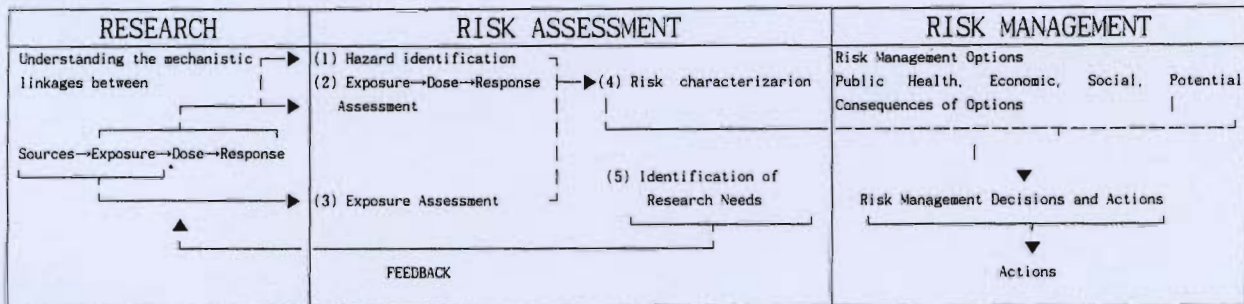 RESEARCH
Understanding the mechanistic
linkages between
Sources→Exposure→Dose→Response
RISK ASSESSMENT
(1) Hazard identification
(2) Exposure→Dose→Response
Assessment
(3) Exposure Assessment
(4) Risk characterizarion
(5) Identification of
Research Needs
FEEDBACK
RISK MANAGEMENT
Risk Management Options
Public Health, Economic, Social, Potential
Consequences of Options
Risk Management Decisions and Actions
Actions